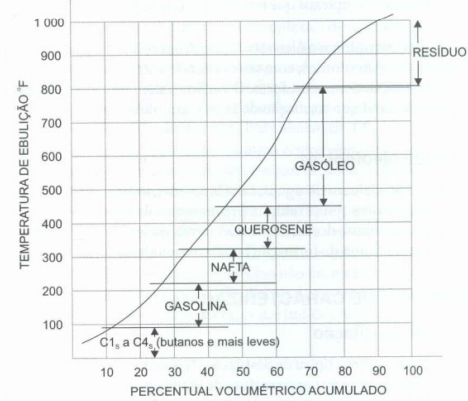 1 000
900
800
700
600
500
400
300
200
100
TEMPERATURA DE EBULIÇÃO °F
RESÍDUO
GASÓLEO
QUEROSENE
NAFTA
GASOLINA
C1s a C4s (butanos e mais leves)
10 20 30 40 50 60 70 80 90 100
PERCENTUAL VOLUMÉTRICO ACUMULADO